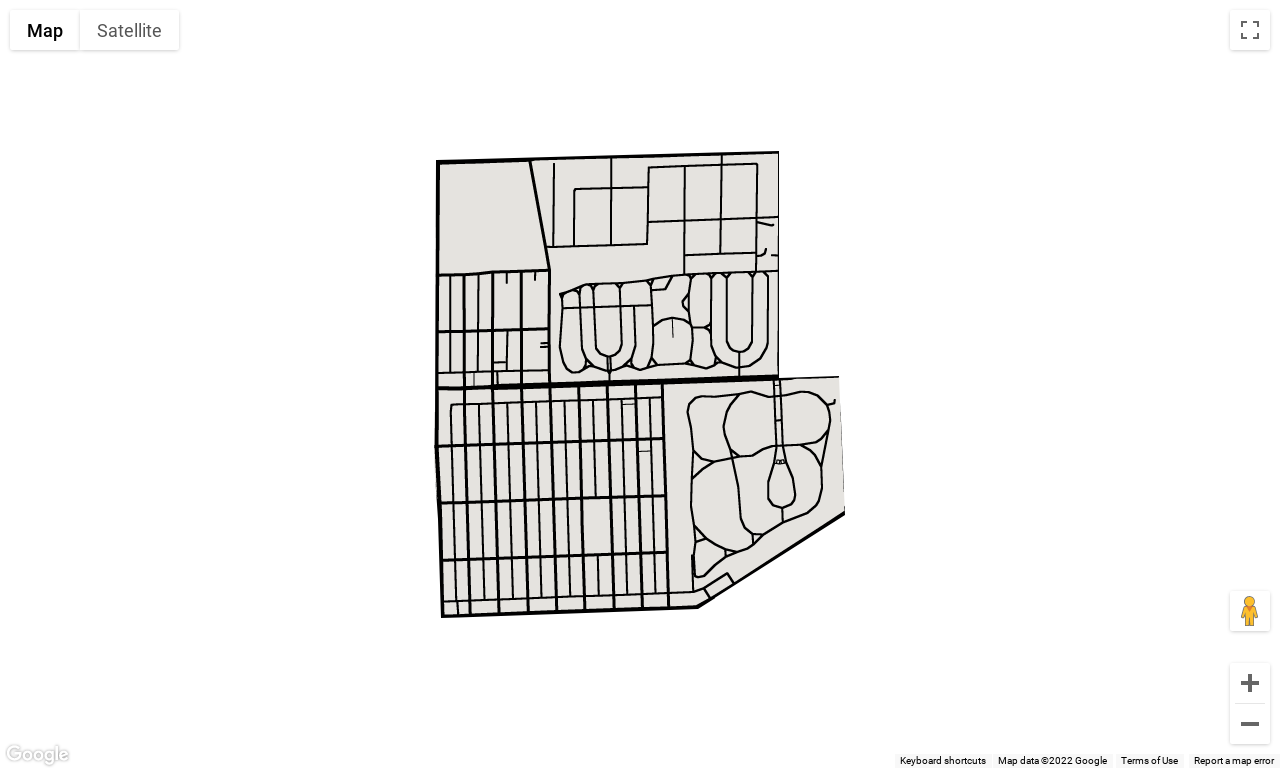 Map
Satellite
Google
Keyboard shortcuts
Map data ©2022 Google
Terms of Use
Report a map error